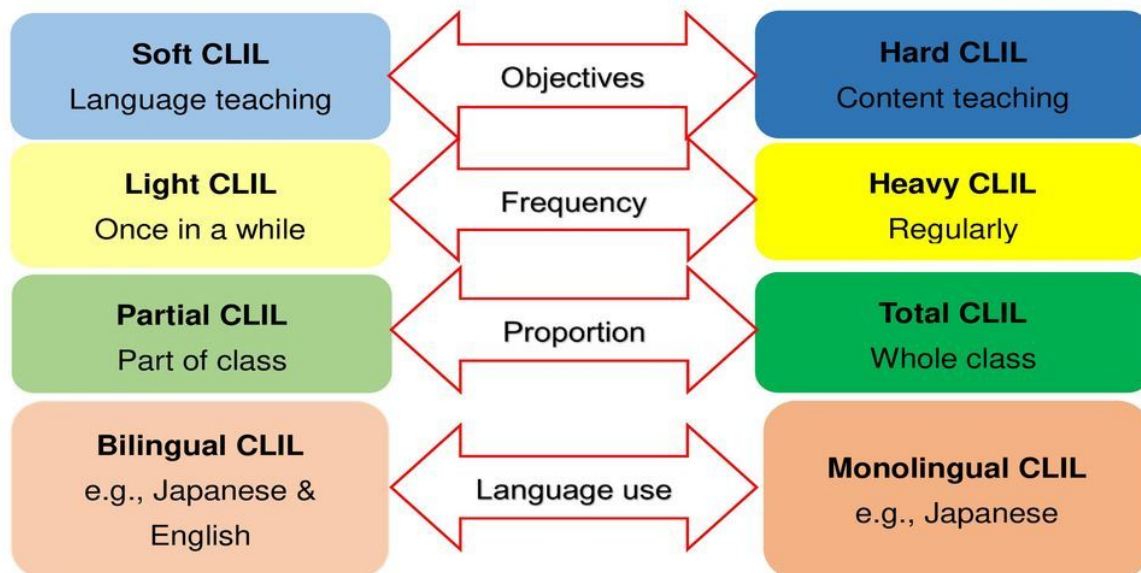 Soft CLIL
Language teaching
Objectives
Hard CLIL
Content teaching
Light CLIL
Once in a while
Frequency
Heavy CLIL
Regularly
Partial CLIL
Part of class
Proportion
Total CLIL
Whole class
Bilingual CLIL
e.g., Japanese &
English
Language use
Monolingual CLIL
e.g., Japanese